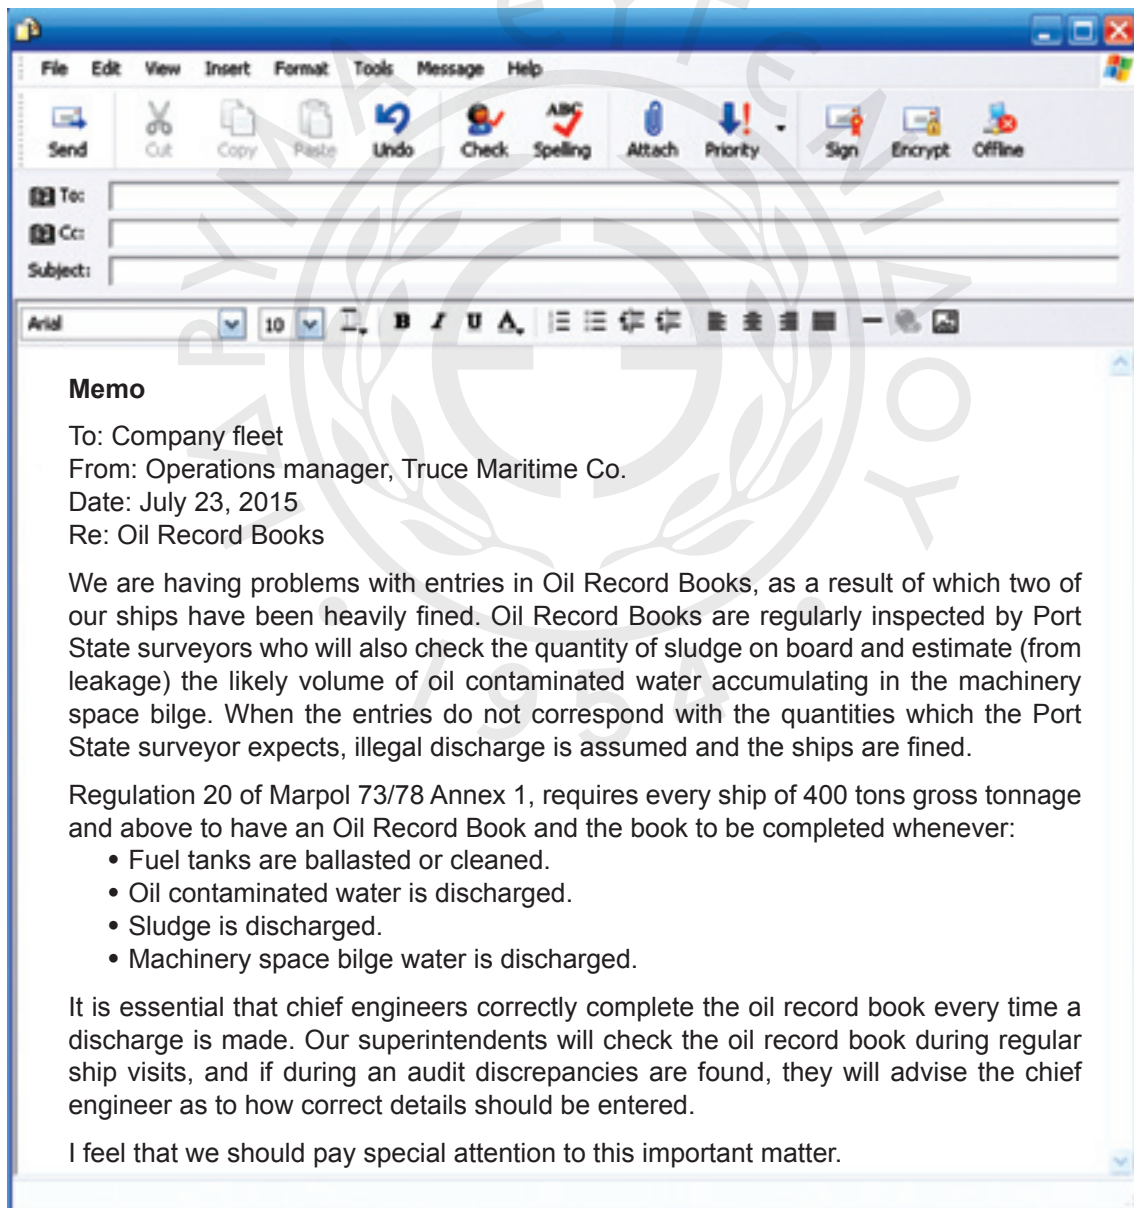 File Edit View Insert Format Tools Message Help
Send Cut Copy Paste Undo Check ABC Spelling Attach Priority Sign Encrypt Offline
To:
Cc:
Subject:
Arial 10 B I U A
Memo
To: Company fleet
From: Operations manager, Truce Maritime Co.
Date: July 23, 2015
Re: Oil Record Books
We are having problems with entries in Oil Record Books, as a result of which two of
our ships have been heavily fined. Oil Record Books are regularly inspected by Port
State surveyors who will also check the quantity of sludge on board and estimate (from
leakage) the likely volume of oil contaminated water accumulating in the machinery
space bilge. When the entries do not correspond with the quantities which the Port
State surveyor expects, illegal discharge is assumed and the ships are fined.
Regulation 20 of Marpol 73/78 Annex 1, requires every ship of 400 tons gross tonnage
and above to have an Oil Record Book and the book to be completed whenever:
• Fuel tanks are ballasted or cleaned.
• Oil contaminated water is discharged.
• Sludge is discharged.
• Machinery space bilge water is discharged.
It is essential that chief engineers correctly complete the oil record book every time a
discharge is made. Our superintendents will check the oil record book during regular
ship visits, and if during an audit discrepancies are found, they will advise the chief
engineer as to how correct details should be entered.
I feel that we should pay special attention to this important matter.
1954